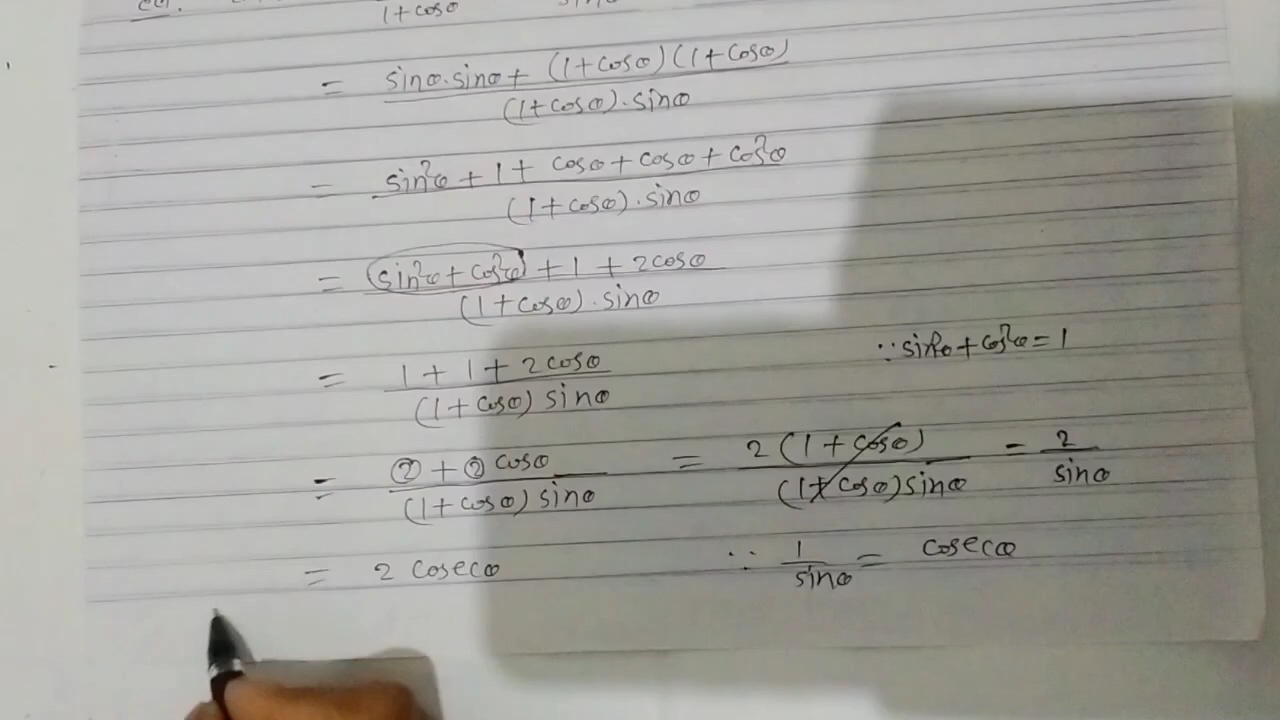 1+cosθ
= sinθ.sinθ + (1+cosθ)(1+cosθ) / (1+cosθ).sinθ
= sin²θ + 1 + cosθ + cosθ + cos²θ / (1+cosθ).sinθ
= (sin²θ + cos²θ) + 1 + 2cosθ / (1+cosθ).sinθ
= 1 + 1 + 2cosθ / (1+cosθ) sinθ ∵ sin²θ + cos²θ = 1
= 2 + 2 cosθ / (1+cosθ) sinθ = 2 (1 + cosθ) / (1+cosθ) sinθ = 2 / sinθ
= 2 cosecθ ∵ 1 / sinθ = cosecθ